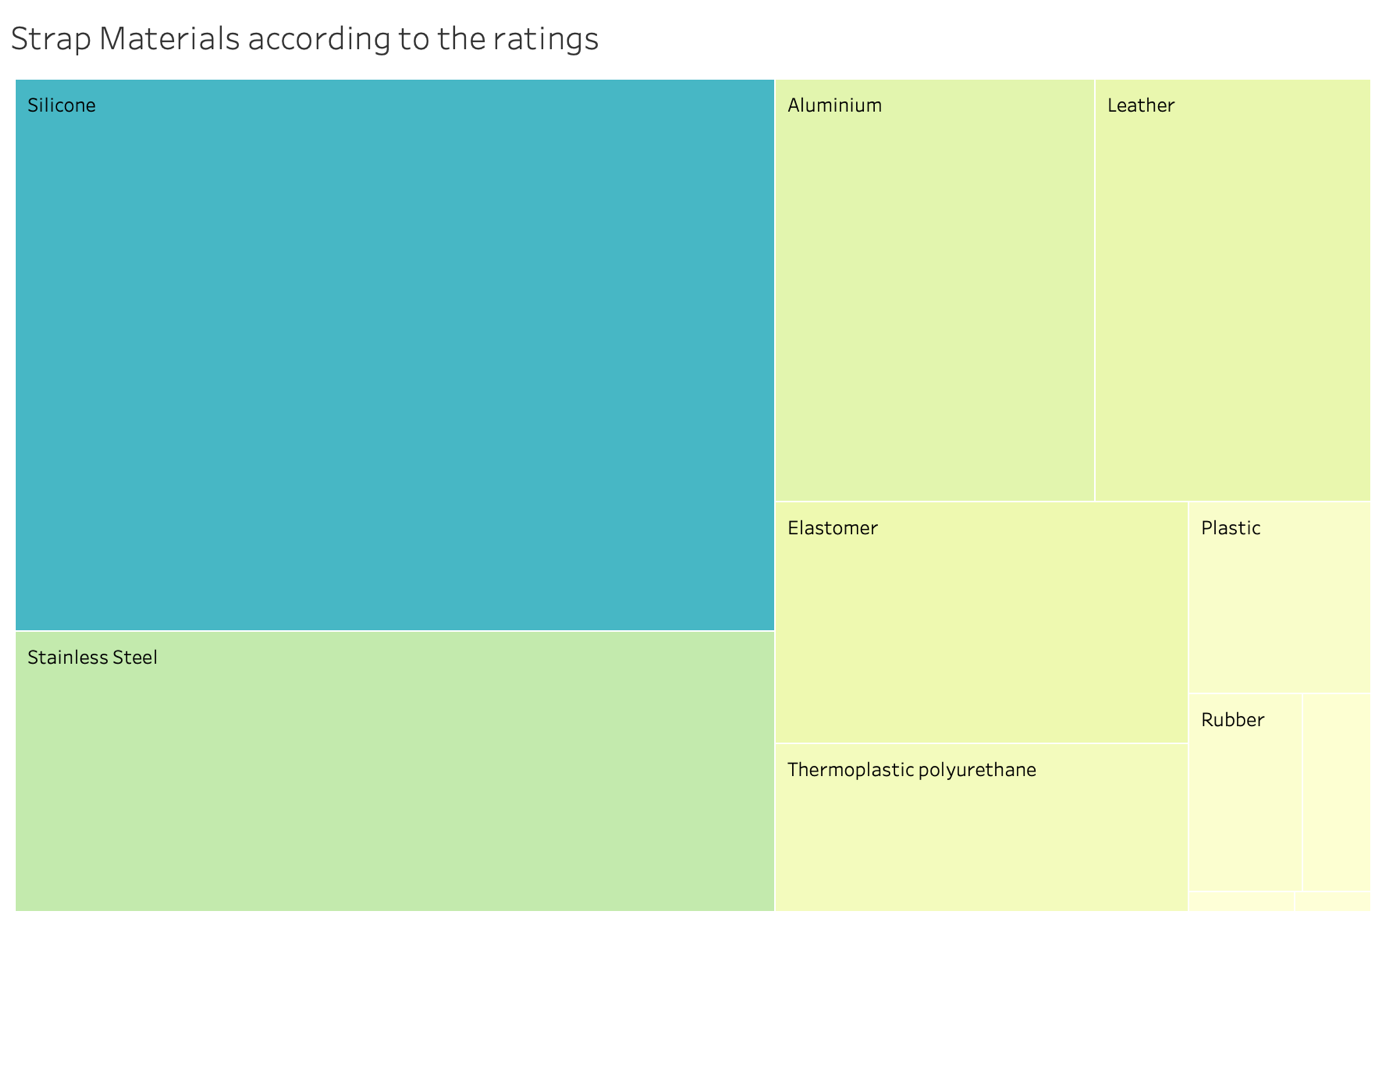 Strap Materials according to the ratings
Silicone
Aluminium
Leather
Elastomer
Plastic
Stainless Steel
Rubber
Thermoplastic polyurethane